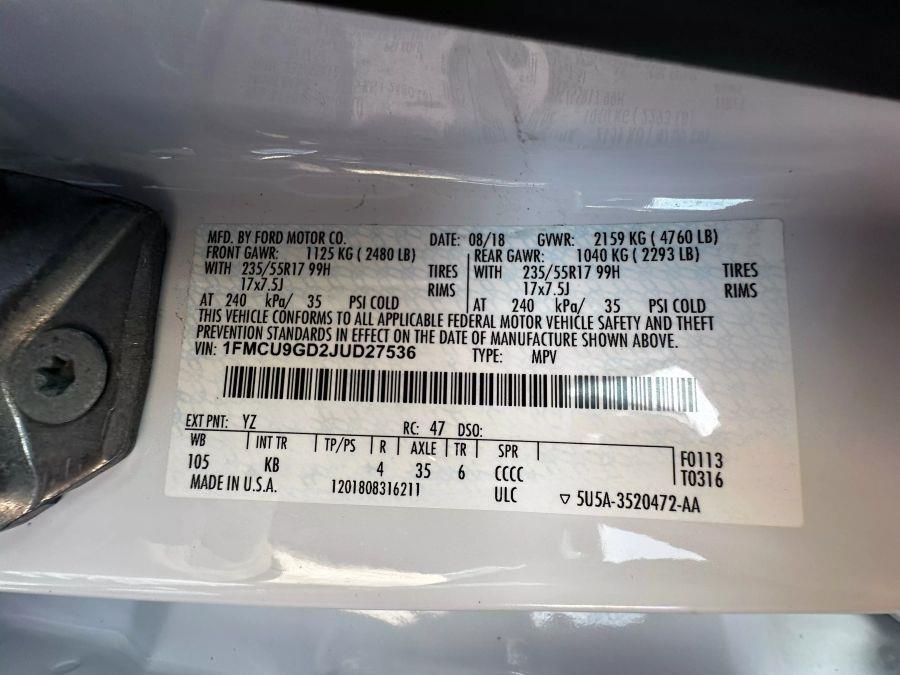 MFD. BY FORD MOTOR CO. DATE: 08/18 GVWR: 2159 KG ( 4760 LB)
FRONT GAWR: 1125 KG ( 2480 LB) REAR GAWR: 1040 KG ( 2293 LB)
WITH 235/55R17 99H TIRES WITH 235/55R17 99H TIRES
17x7.5J RIMS 17x7.5J RIMS
AT 240 kPa/ 35 PSI COLD AT 240 kPa/ 35 PSI COLD
THIS VEHICLE CONFORMS TO ALL APPLICABLE FEDERAL MOTOR VEHICLE SAFETY AND THEFT
PREVENTION STANDARDS IN EFFECT ON THE DATE OF MANUFACTURE SHOWN ABOVE.
VIN: 1FMCU9GD2JUD27536 TYPE: MPV
EXT PNT: YZ RC: 47 DSO:
WB INT TR TP/PS R AXLE TR SPR F0113
105 KB 4 35 6 CCCC T0316
MADE IN U.S.A. 1201808316211 ULC ▽ 5U5A-3520472-AA